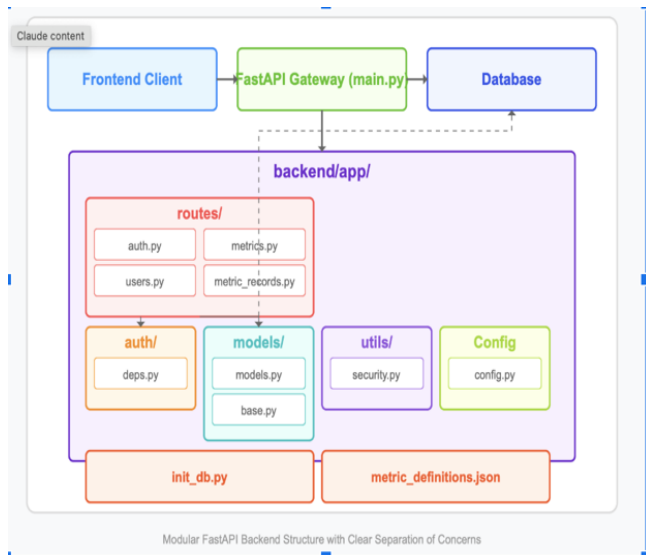 Claude content
Frontend Client
FastAPI Gateway (main.py)
Database
backend/app/
routes/
auth.py
metrics.py
users.py
metric_records.py
auth/
models/
utils/
Config
deps.py
models.py
security.py
config.py
base.py
init_db.py
metric_definitions.json
Modular FastAPI Backend Structure with Clear Separation of Concerns